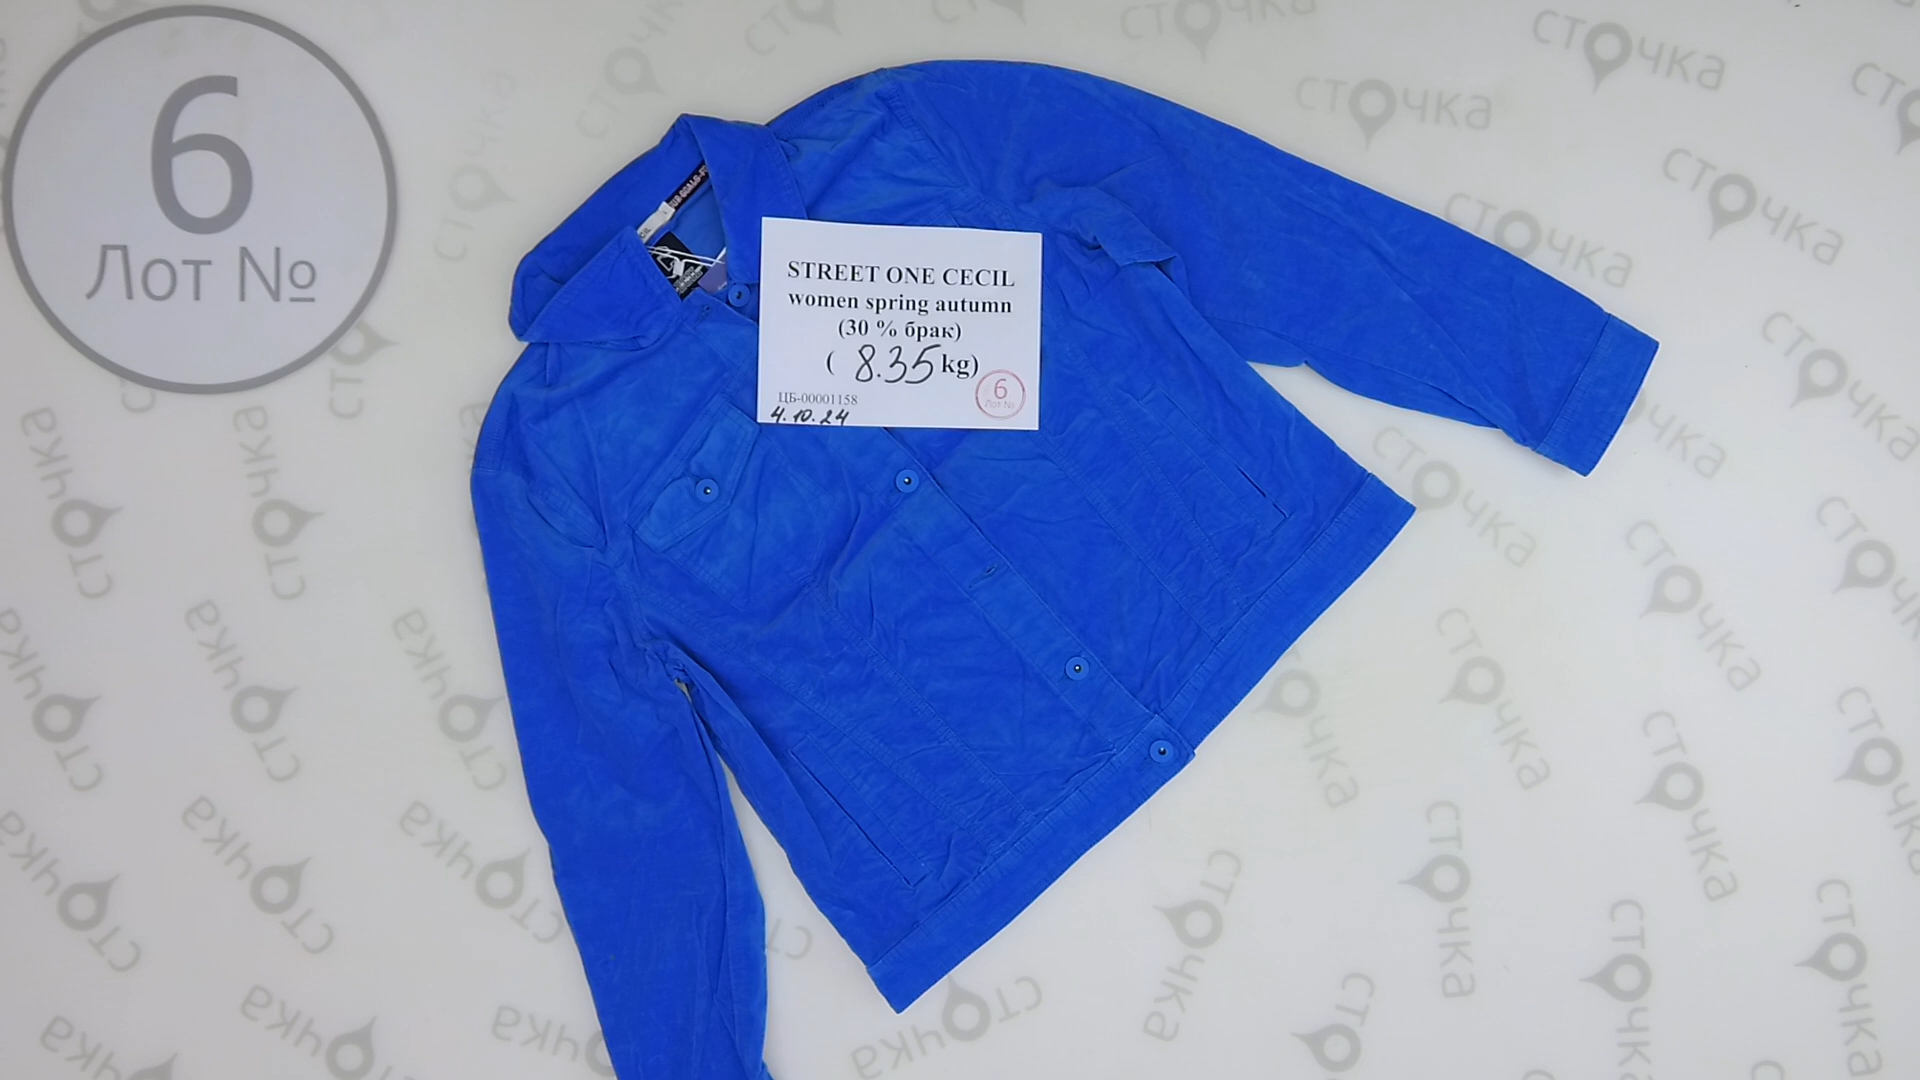 6
Лот №
STREET ONE CECIL
women spring autumn
(30 % брак)
( 8.35 kg)
ЦБ-00001158
4.10.24
6
Лот №
сточка